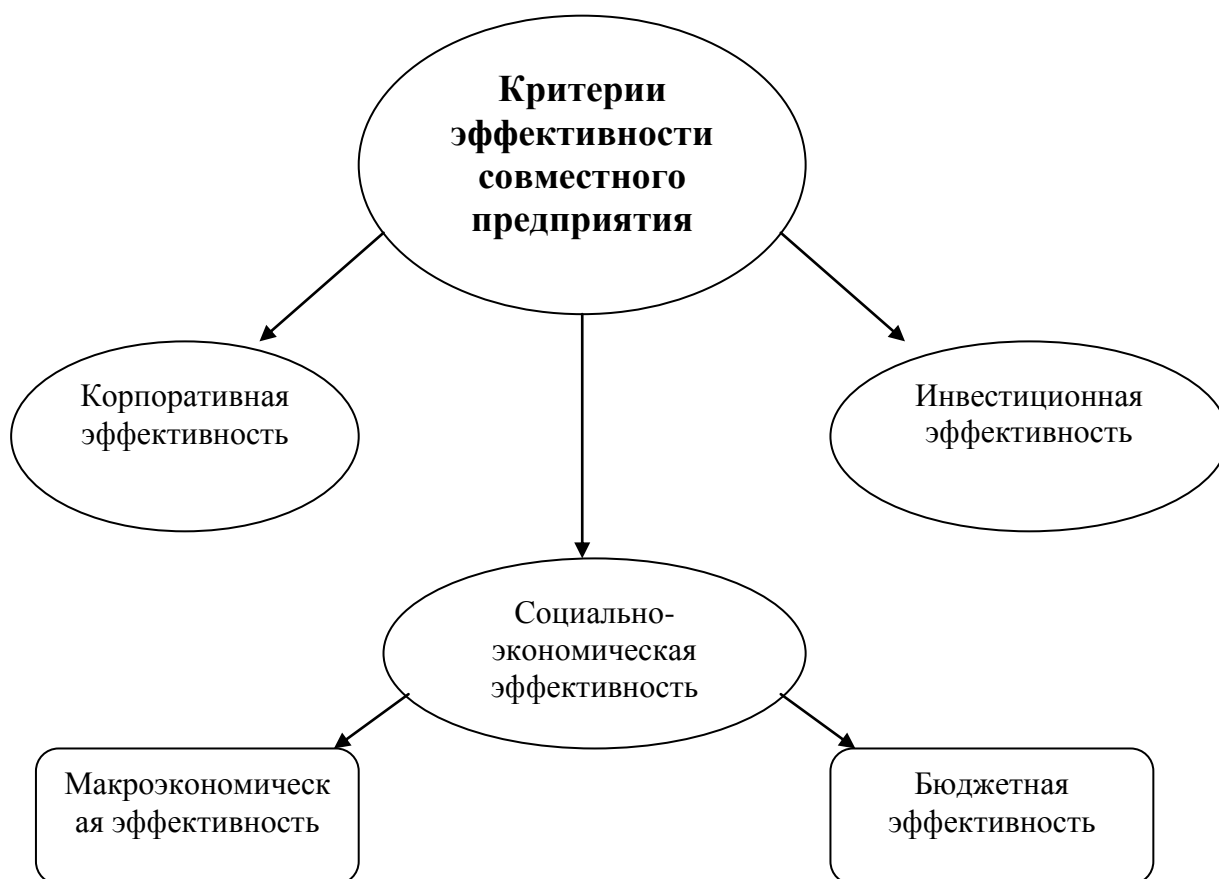 Критерии
эффективности
совместного
предприятия
Корпоративная
эффективность
Инвестиционная
эффективность
Социально-
экономическая
эффективность
Макроэкономическ
ая эффективность
Бюджетная
эффективность